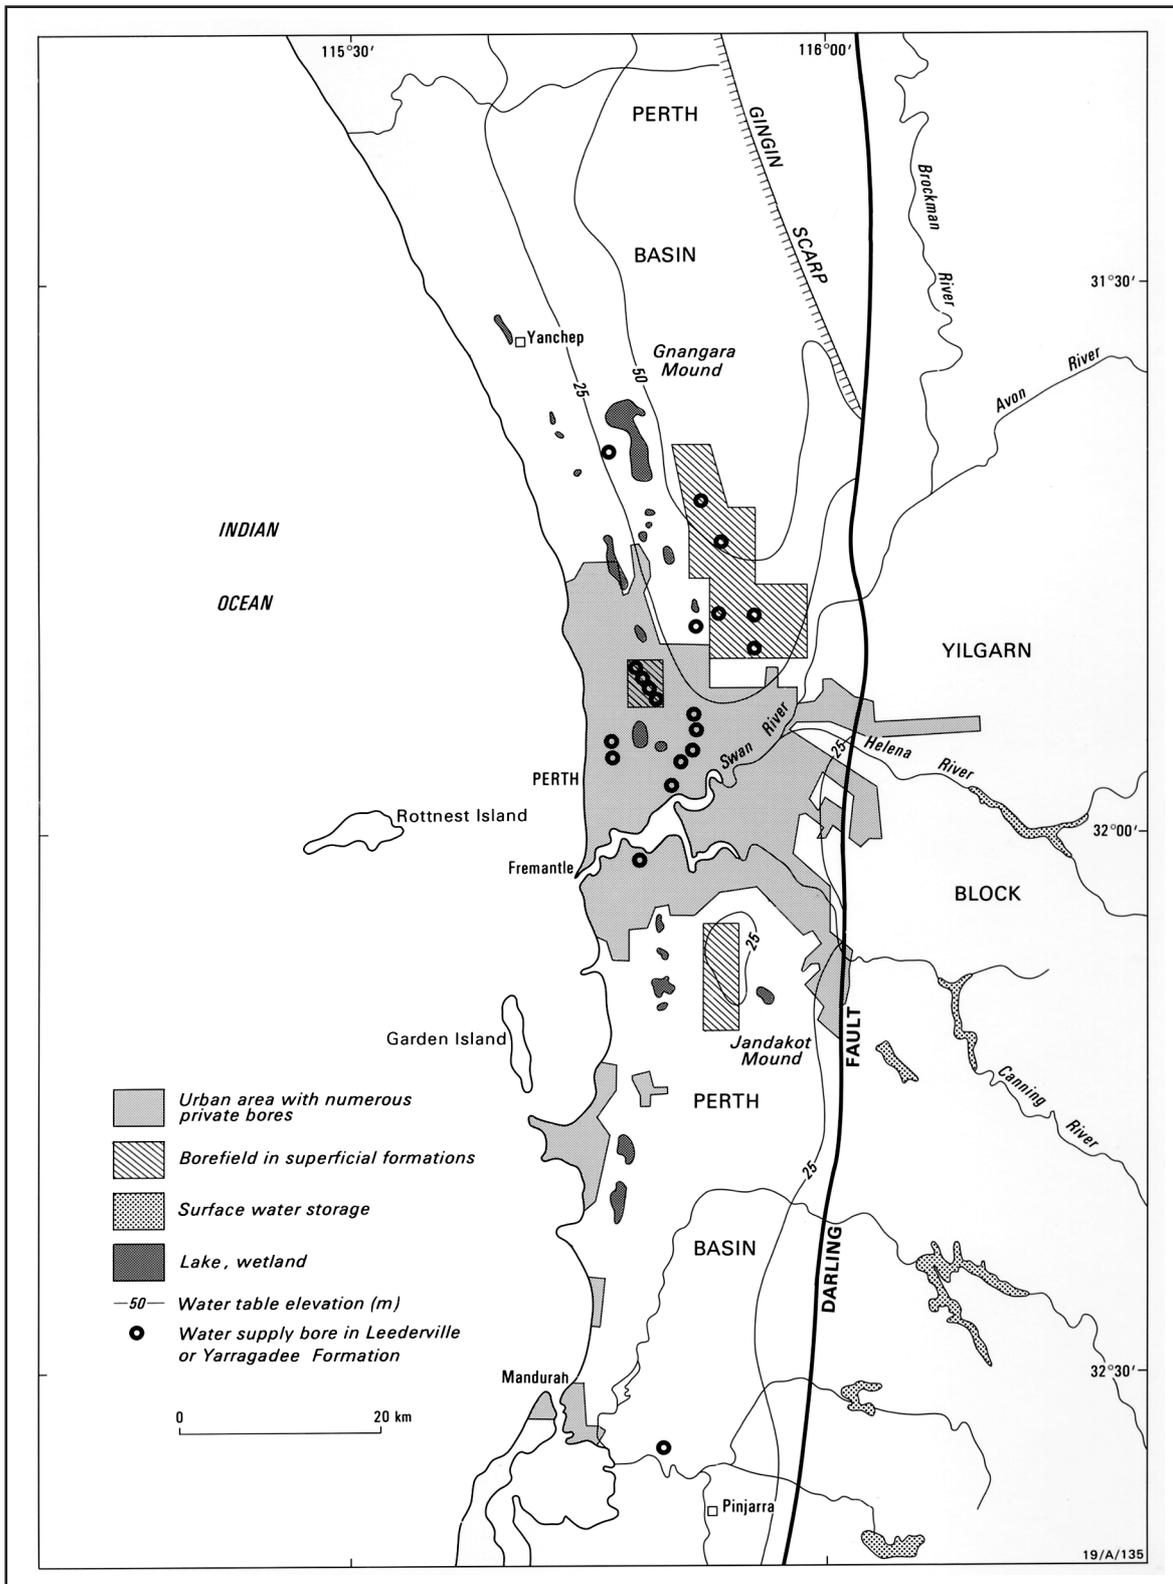 115°30′
116°00′
PERTH
GINGIN
SCARP
Brockman
River
BASIN
31°30′
Yanchep
Gnangara
Mound
50
25
Avon
River
INDIAN
OCEAN
YILGARN
Swan
River
25
Helena
River
PERTH
Rottnest Island
32°00′
Fremantle
BLOCK
25
Garden Island
Jandakot
Mound
FAULT
Canning
River
PERTH
25
BASIN
DARLING
Urban area with numerous
private bores
Borefield in superficial formations
Surface water storage
Lake, wetland
50
Water table elevation (m)
Water supply bore in Leederville
or Yarragadee Formation
Mandurah
32°30′
0
20 km
Pinjarra
19/A/135